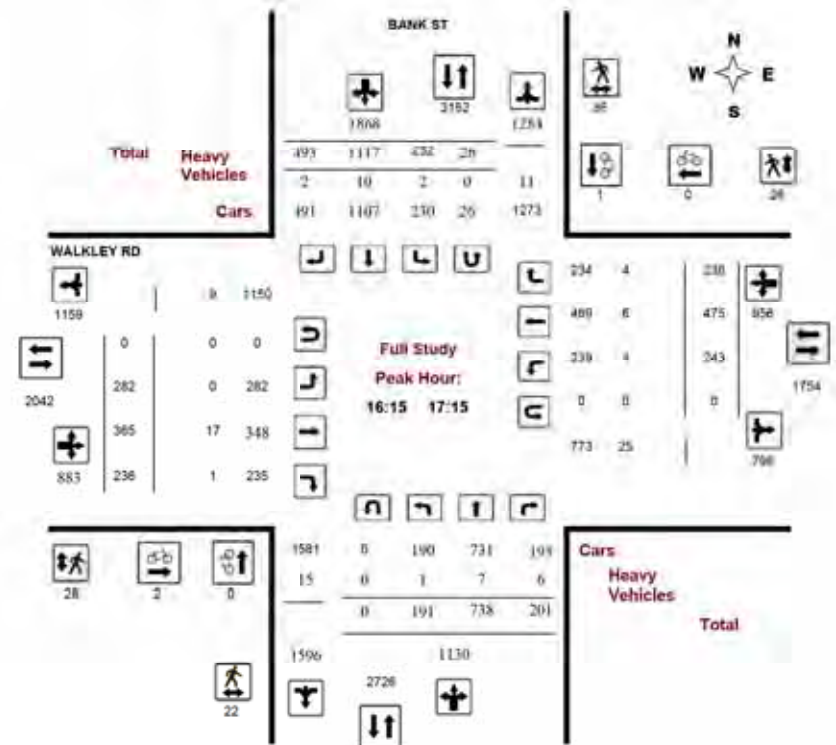 BANK ST
N
W E
S
3152
1868 1284
Total Heavy Vehicles
493 1117 232 26
2 10 2 0 11
Cars 491 1107 230 26 1273
1 0 26
WALKLEY RD
1159
9 1150
0 0 0
2042
282 0 282
365 17 348
883
236 1 235
Full Study
Peak Hour:
16:15 17:15
234 4 238
469 6 475
956
239 4 243
1754
0 0 0
773 25
798
28 2 0
22
1581 0 190 731 195
15 0 1 7 6
0 191 738 201
1596 1130
2726
Cars
Heavy
Vehicles
Total